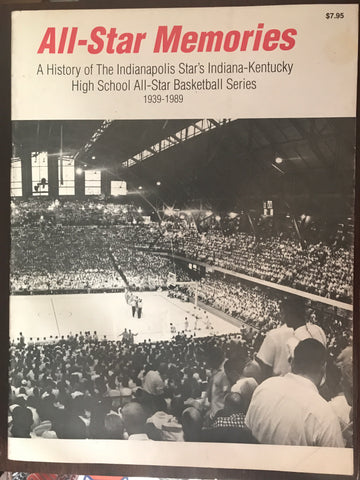 $7.95
All-Star Memories
A History of The Indianapolis Star's Indiana-Kentucky
High School All-Star Basketball Series
1939-1989